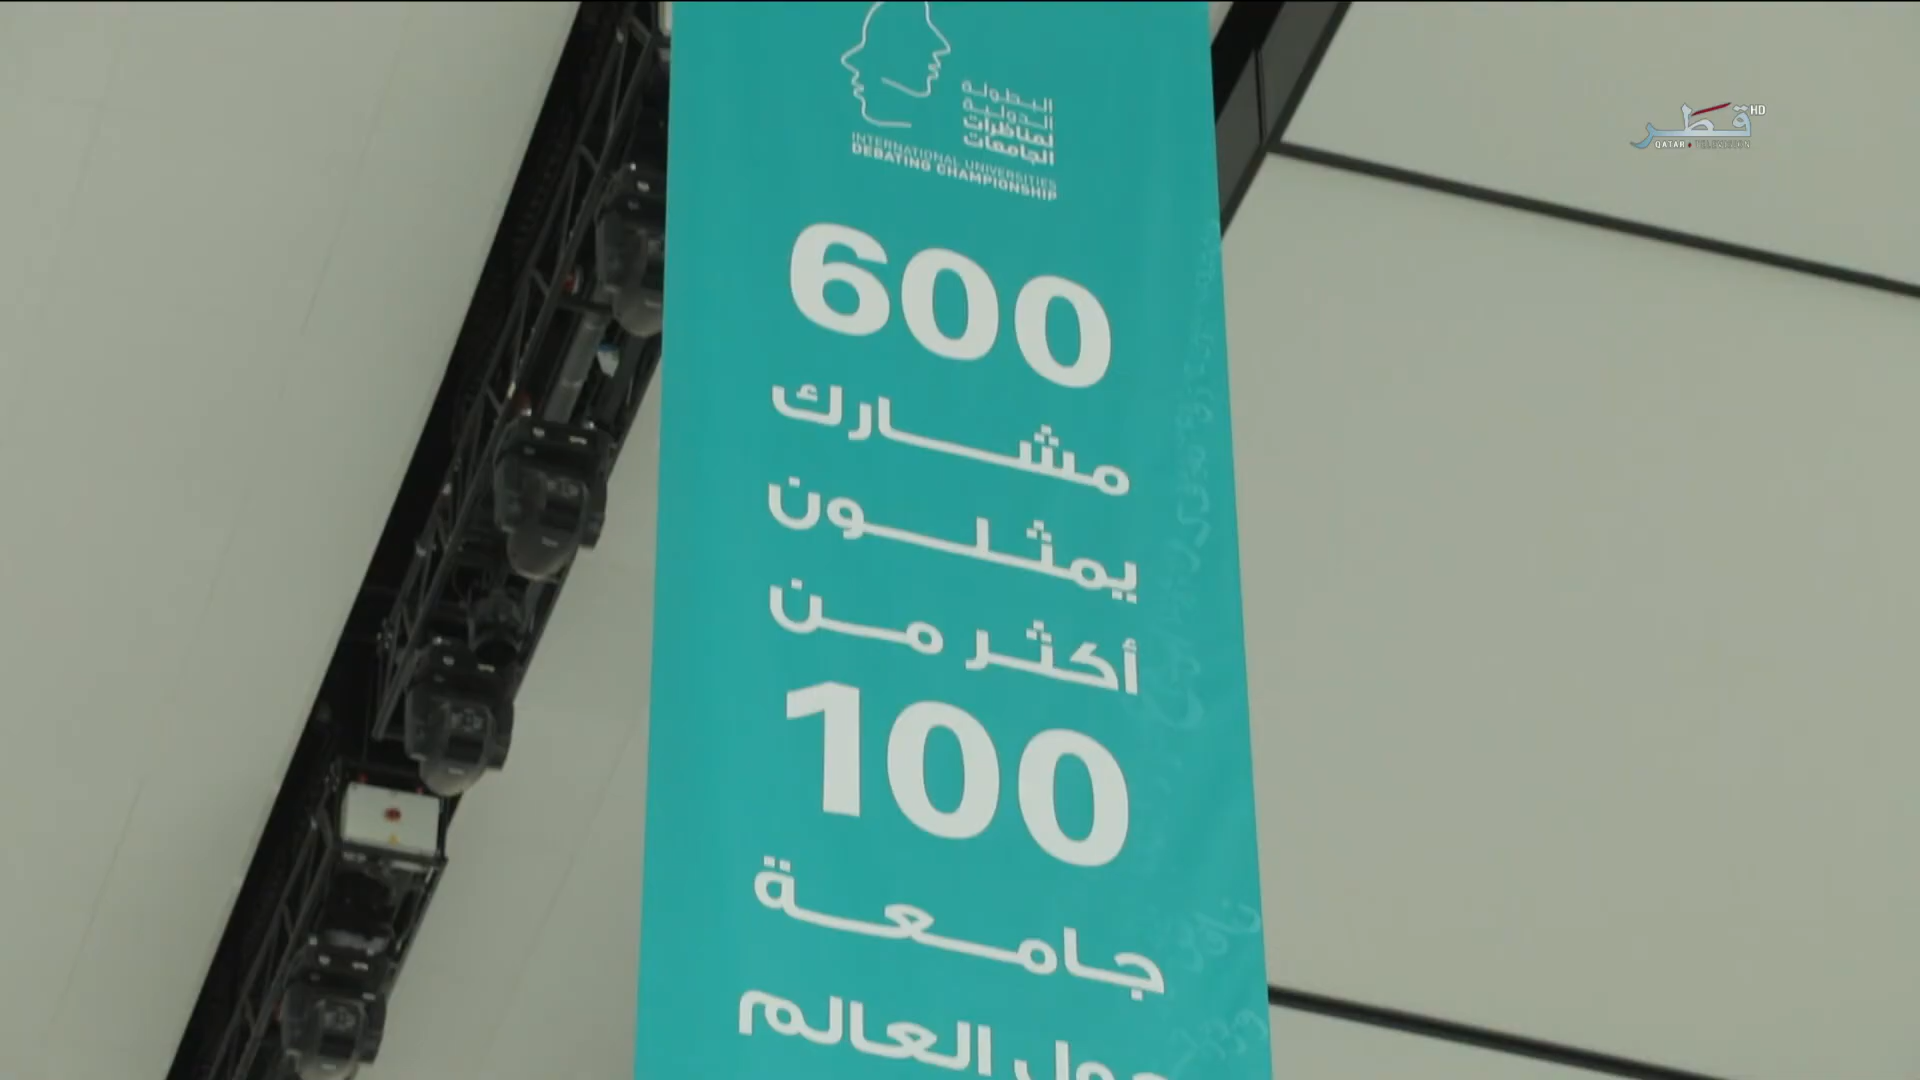 البطولة
الدولية
لمناظرات
الجامعات
INTERNATIONAL UNIVERSITIES
DEBATING CHAMPIONSHIP
600
مشارك
يمثلون
أكثر من
100
جامعة
حول العالم
قطر HD
QATAR TELEVISION